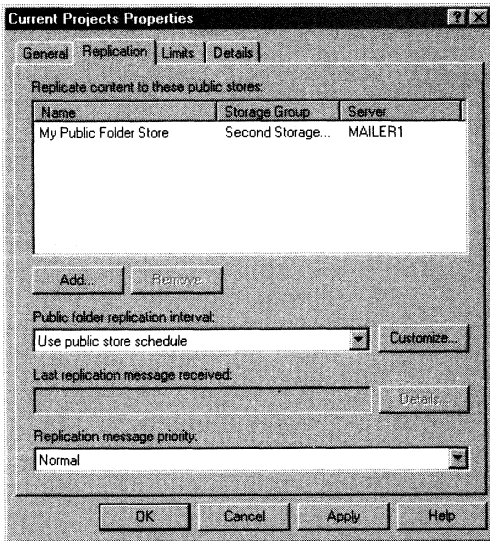 Current Projects Properties
General Replication Limits Details
Replicate content to these public stores:
Name Storage Group Server
My Public Folder Store Second Storage... MAILER1
Add... Remove
Public folder replication interval:
Use public store schedule Customize...
Last replication message received:
Details...
Replication message priority:
Normal
OK Cancel Apply Help